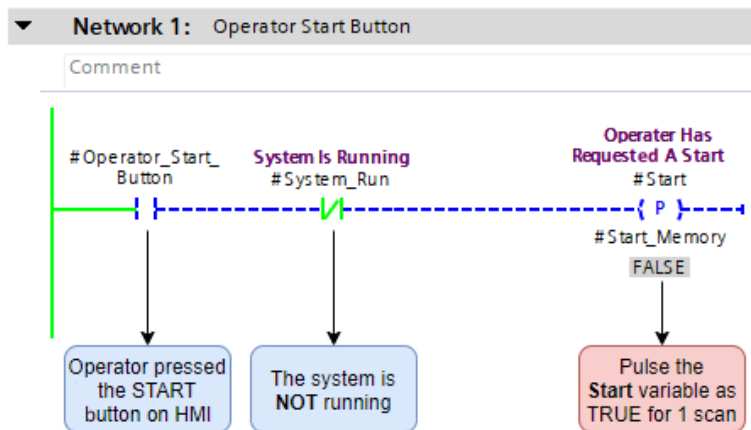 Network 1: Operator Start Button
Comment
#Operator_Start_
Button
System Is Running
#System_Run
Operater Has
Requested A Start
#Start
P
#Start_Memory
FALSE
Operator pressed
the START
button on HMI
The system is
NOT running
Pulse the
Start variable as
TRUE for 1 scan